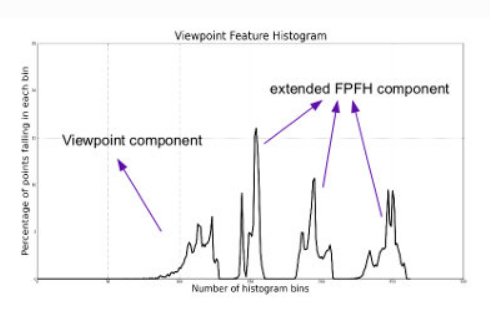 Viewpoint Feature Histogram
extended FPFH component
Viewpoint component
Percentage of points falling in each bin
Number of histogram bins